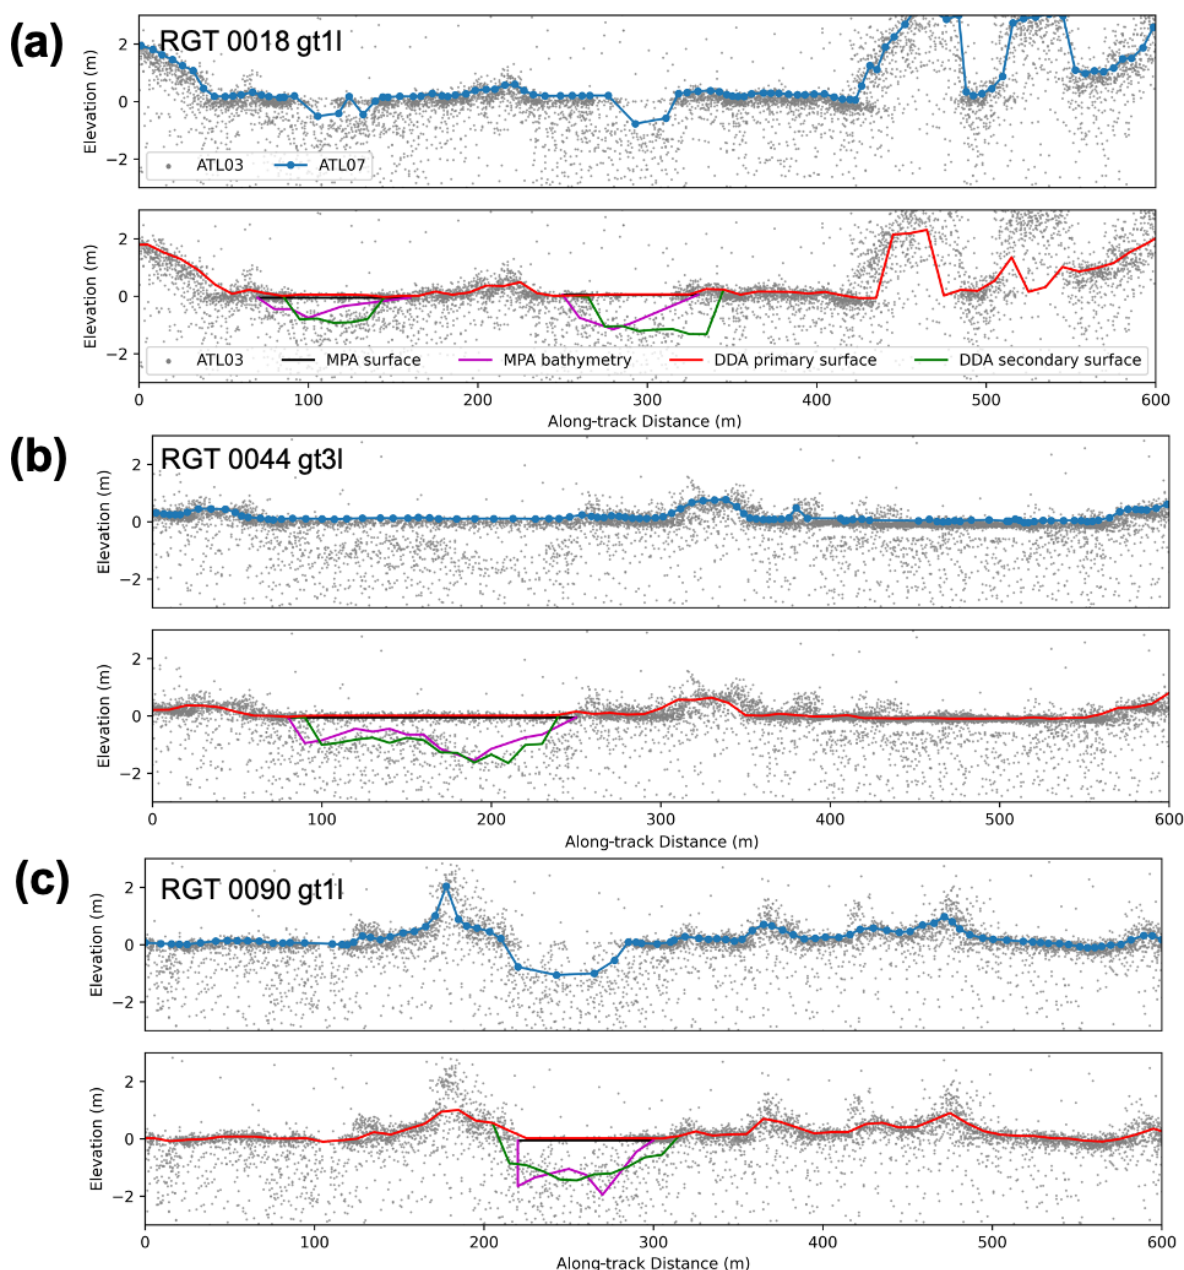 (a)
RGT 0018 gt1l
Elevation (m)
2
0
−2
ATL03 ATL07
Elevation (m)
2
0
−2
ATL03 MPA surface MPA bathymetry DDA primary surface DDA secondary surface
0 100 200 300 400 500 600
Along-track Distance (m)
(b)
RGT 0044 gt3l
Elevation (m)
2
0
−2
Elevation (m)
2
0
−2
0 100 200 300 400 500 600
Along-track Distance (m)
(c)
RGT 0090 gt1l
Elevation (m)
2
0
−2
Elevation (m)
2
0
−2
0 100 200 300 400 500 600
Along-track Distance (m)